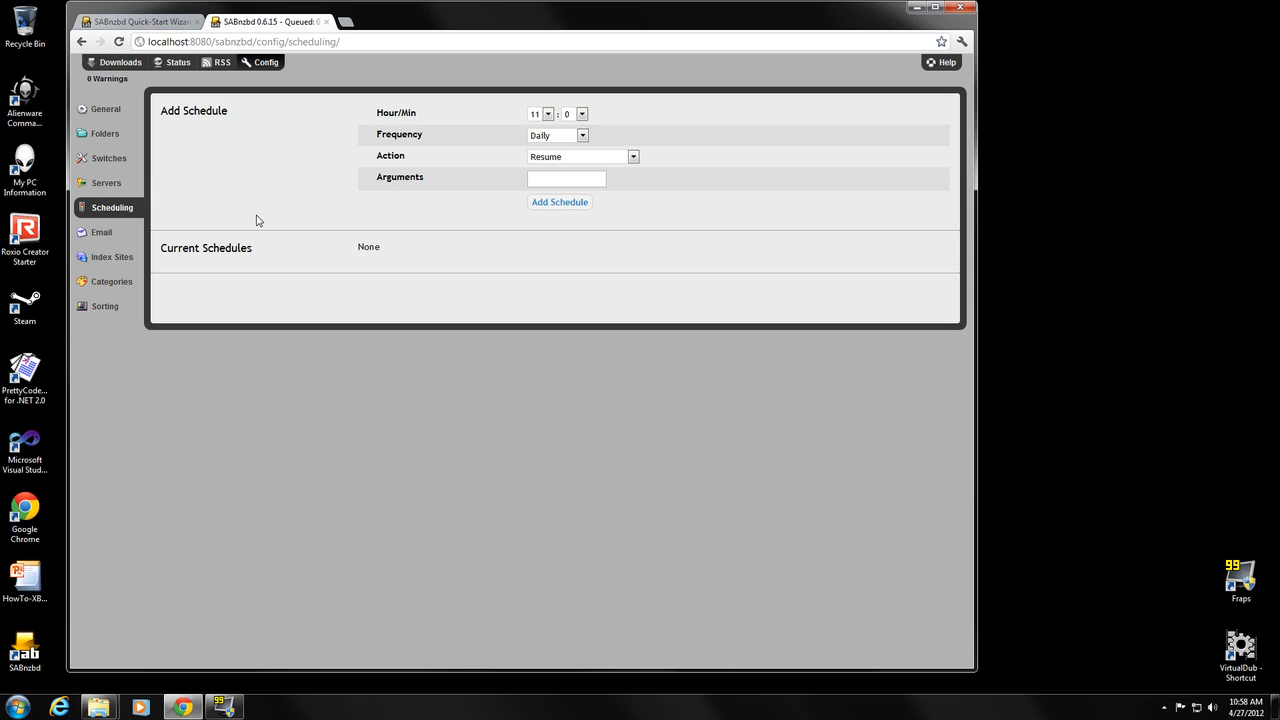 SABnzbd Quick-Start Wizar
SABnzbd 0.6.15 - Queued: 0
localhost:8080/sabnzbd/config/scheduling/
Downloads
Status
RSS
Config
Help
0 Warnings
General
Folders
Switches
Servers
Scheduling
Email
Index Sites
Categories
Sorting
Add Schedule
Hour/Min
11 : 0
Frequency
Daily
Action
Resume
Arguments
Add Schedule
Current Schedules
None
Recycle Bin
Alienware
Comma...
My PC
Information
Roxio Creator
Starter
Steam
PrettyCode...
for .NET 2.0
Microsoft
Visual Stud...
Google
Chrome
HowTo-XB...
ab
SABnzbd
99
Fraps
VirtualDub -
Shortcut
99
10:58 AM
4/27/2012